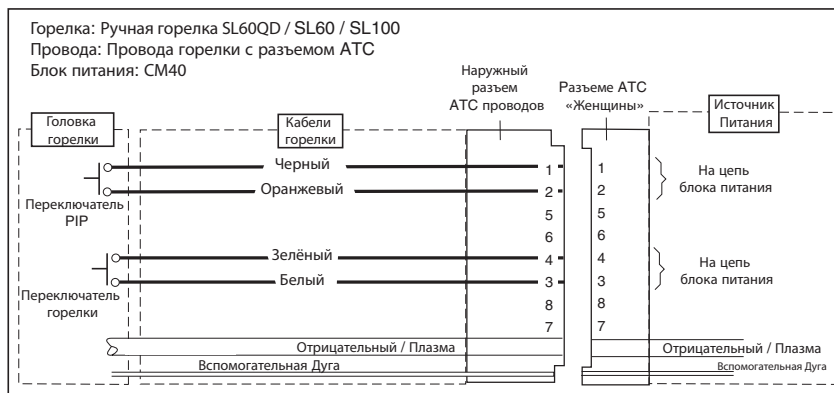 Горелка: Ручная горелка SL60QD / SL60 / SL100
Провода: Провода горелки с разъемом АТС
Блок питания: CM40
Головка
горелки
Кабели
горелки
Наружный
разъем
АТС проводов
Разъеме АТС
«Женщины»
Источник
Питания
Черный
1
1
На цепь
блока питания
Оранжевый
2
2
Переключатель
PIP
5
5
6
6
Зелёный
4
4
На цепь
блока питания
Белый
3
3
Переключатель
горелки
8
8
7
7
Отрицательный / Плазма
Отрицательный / Плазма
Вспомогательная Дуга
Вспомогательная Дуга